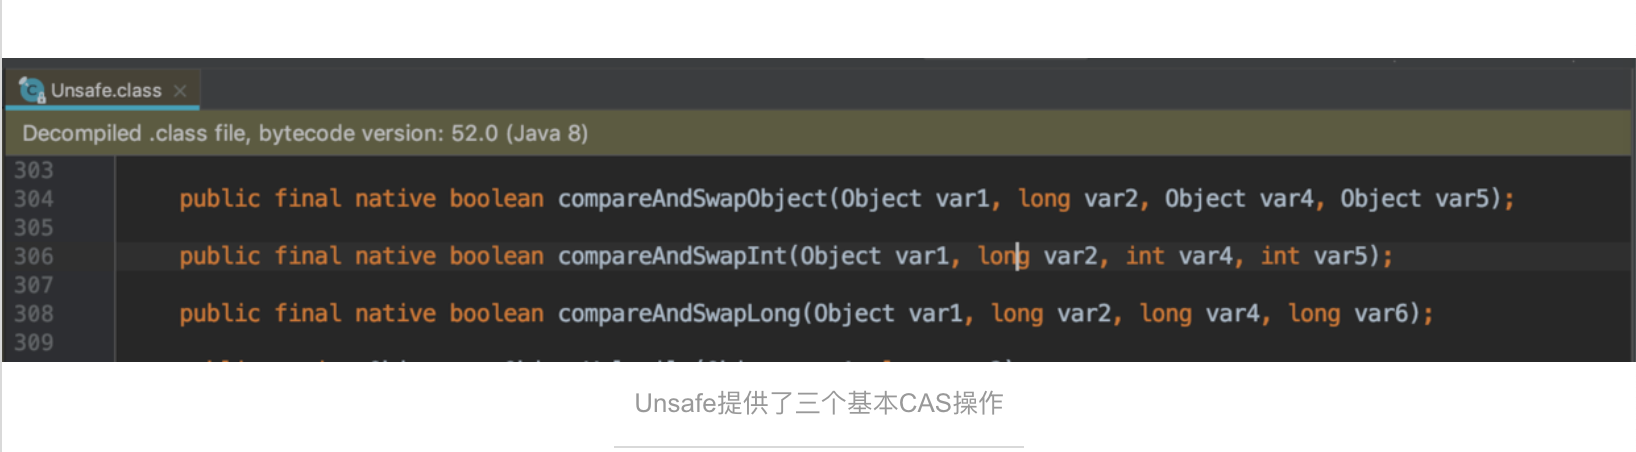 Unsafe.class
Decompiled .class file, bytecode version: 52.0 (Java 8)
303
304 public final native boolean compareAndSwapObject(Object var1, long var2, Object var4, Object var5);
305
306 public final native boolean compareAndSwapInt(Object var1, long var2, int var4, int var5);
307
308 public final native boolean compareAndSwapLong(Object var1, long var2, long var4, long var6);
309
Unsafe提供了三个基本CAS操作